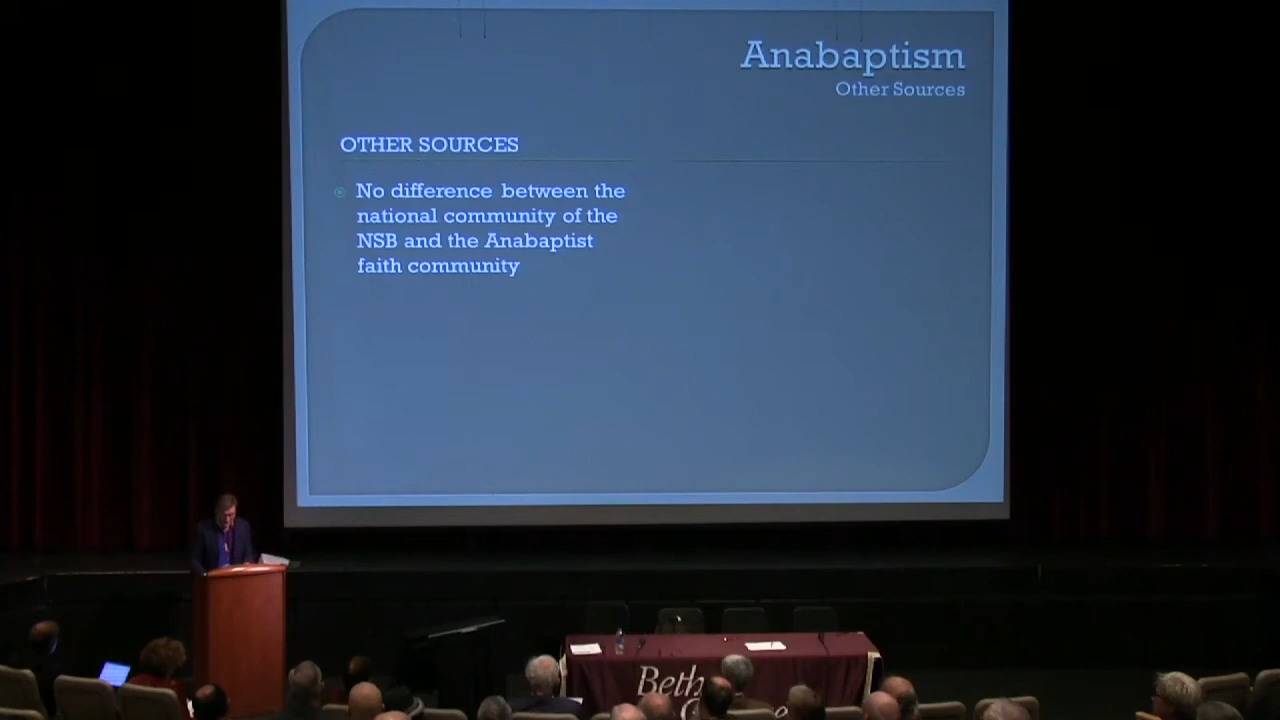 Anabaptism
Other Sources
OTHER SOURCES
No difference between the
national community of the
NSB and the Anabaptist
faith community